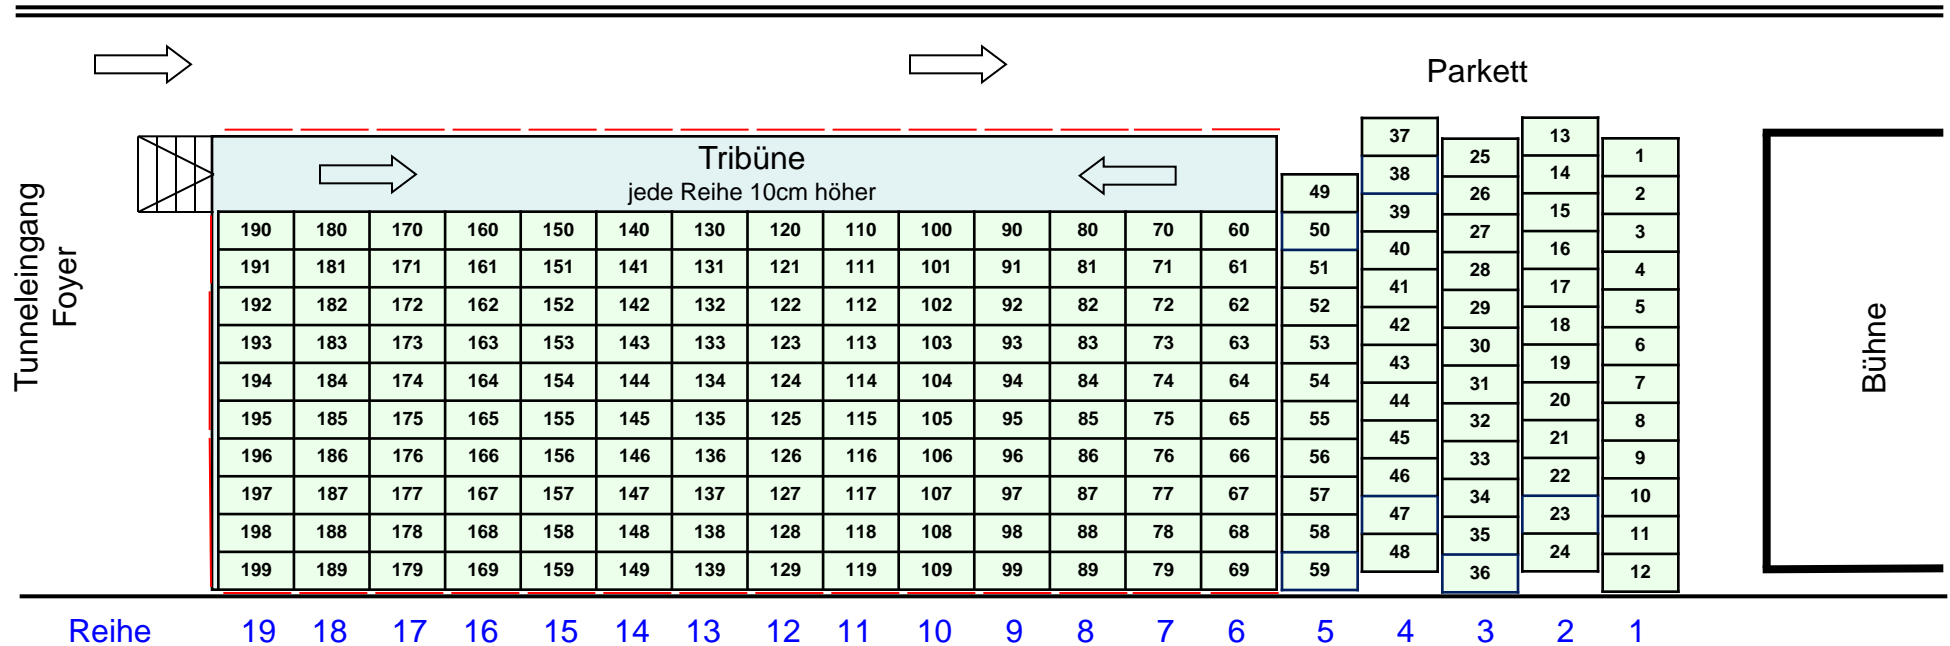 Parkett
Tribüne
jede Reihe 10cm höher
Tunneleingang
Foyer
Bühne
37 13
25 1
38 14
49 26 2
39 15
190 180 170 160 150 140 130 120 110 100 90 80 70 60 50 27 3
40 16
191 181 171 161 151 141 131 121 111 101 91 81 71 61 51 28 4
41 17
192 182 172 162 152 142 132 122 112 102 92 82 72 62 52 29 5
42 18
193 183 173 163 153 143 133 123 113 103 93 83 73 63 53 30 6
43 19
194 184 174 164 154 144 134 124 114 104 94 84 74 64 54 31 7
44 20
195 185 175 165 155 145 135 125 115 105 95 85 75 65 55 32 8
45 21
196 186 176 166 156 146 136 126 116 106 96 86 76 66 56 33 9
46 22
197 187 177 167 157 147 137 127 117 107 97 87 77 67 57 34 10
47 23
198 188 178 168 158 148 138 128 118 108 98 88 78 68 58 35 11
48 24
199 189 179 169 159 149 139 129 119 109 99 89 79 69 59 36 12
Reihe 19 18 17 16 15 14 13 12 11 10 9 8 7 6 5 4 3 2 1